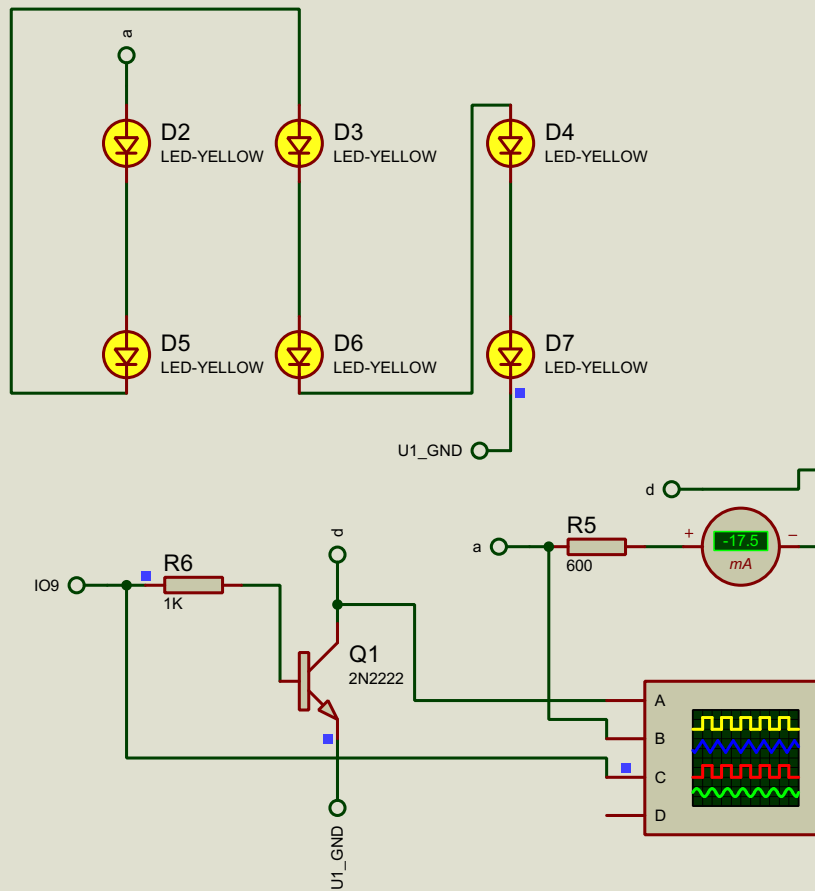 a
D2
LED-YELLOW
D3
LED-YELLOW
D4
LED-YELLOW
D5
LED-YELLOW
D6
LED-YELLOW
D7
LED-YELLOW
U1_GND
d
a
R5
600
+
-17.5
mA
−
IO9
R6
1K
d
Q1
2N2222
U1_GND
A
B
C
D